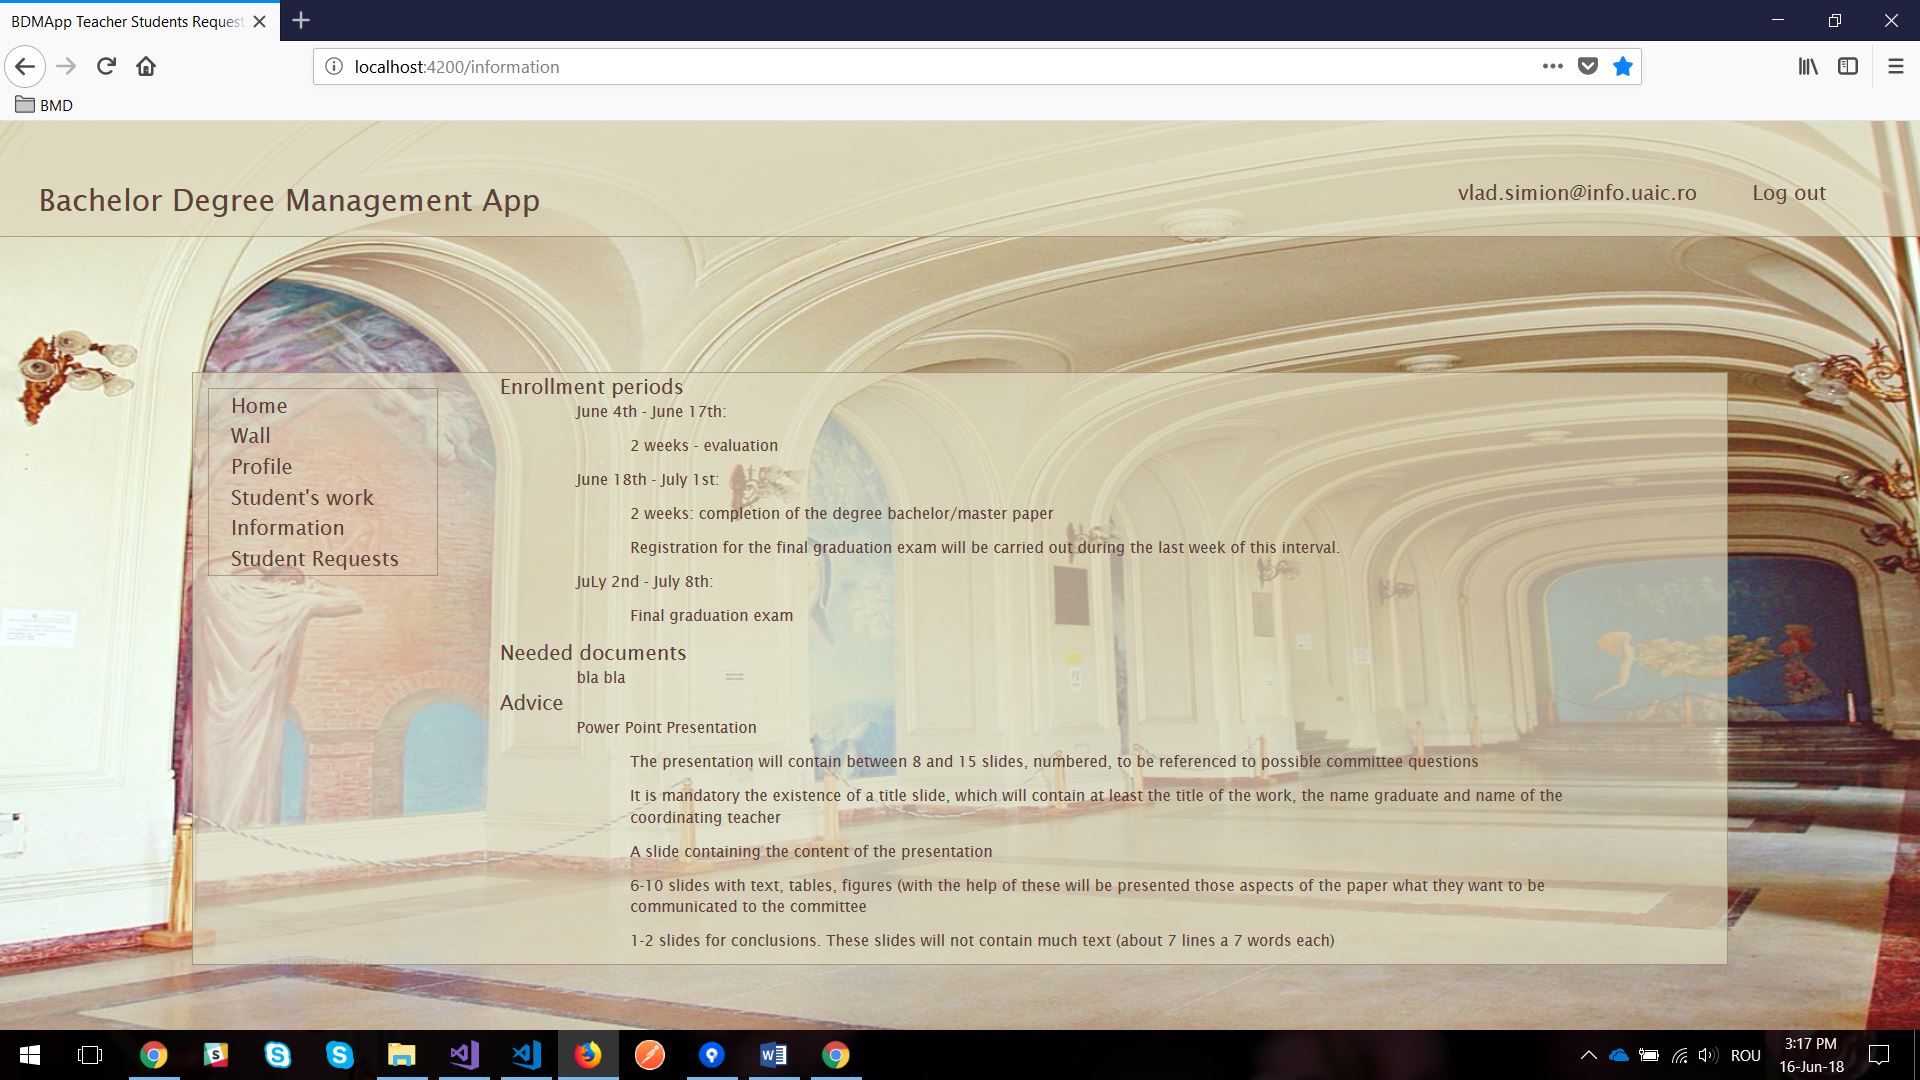 BDMApp Teacher Students Request
localhost:4200/information
BMD
Bachelor Degree Management App
vlad.simion@info.uaic.ro
Log out
Home
Wall
Profile
Student's work
Information
Student Requests
Enrollment periods
June 4th - June 17th:
2 weeks - evaluation
June 18th - July 1st:
2 weeks: completion of the degree bachelor/master paper
Registration for the final graduation exam will be carried out during the last week of this interval.
JuLy 2nd - July 8th:
Final graduation exam
Needed documents
bla bla
Advice
Power Point Presentation
The presentation will contain between 8 and 15 slides, numbered, to be referenced to possible committee questions
It is mandatory the existence of a title slide, which will contain at least the title of the work, the name graduate and name of the
coordinating teacher
A slide containing the content of the presentation
6-10 slides with text, tables, figures (with the help of these will be presented those aspects of the paper what they want to be
communicated to the committee
1-2 slides for conclusions. These slides will not contain much text (about 7 lines a 7 words each)
Full-screen Snip
ROU
3:17 PM
16-Jun-18